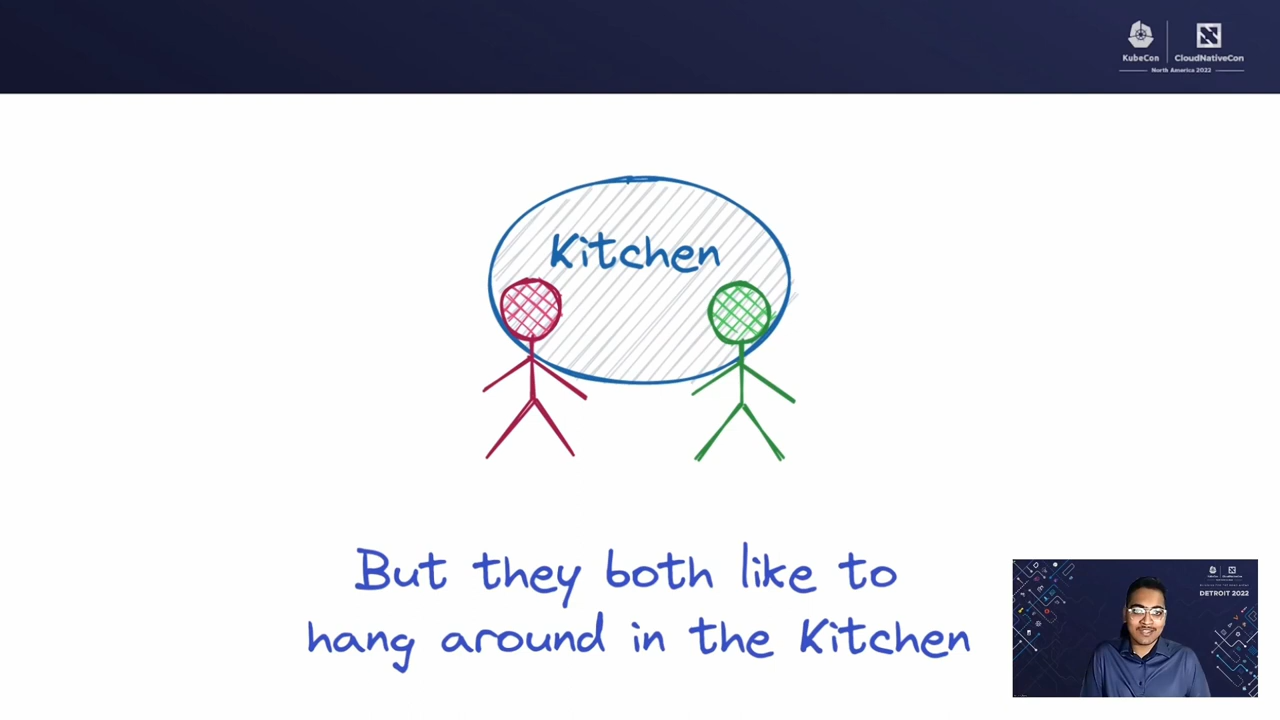 KubeCon
CloudNativeCon
North America 2022
Kitchen
But they both like to
hang around in the Kitchen
DETROIT 2022